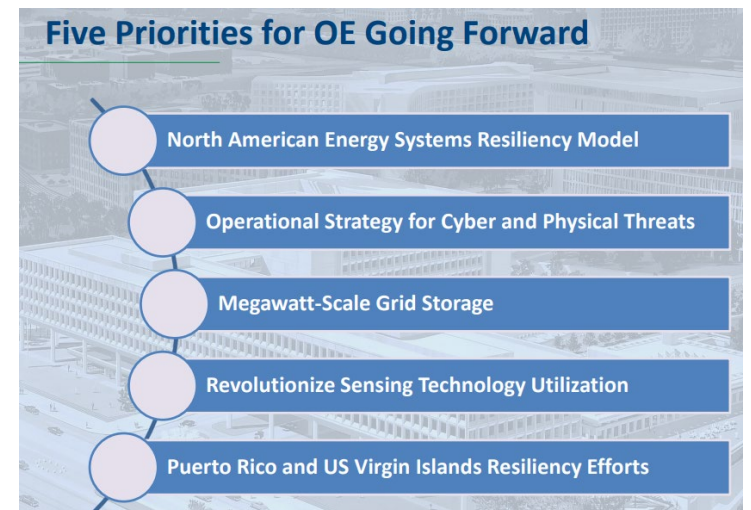 Five Priorities for OE Going Forward
North American Energy Systems Resiliency Model
Operational Strategy for Cyber and Physical Threats
Megawatt-Scale Grid Storage
Revolutionize Sensing Technology Utilization
Puerto Rico and US Virgin Islands Resiliency Efforts